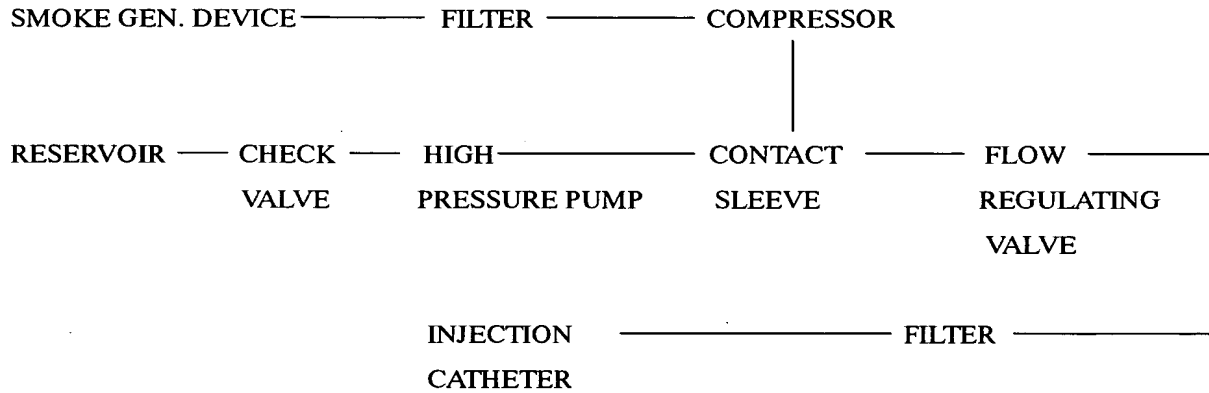 SMOKE GEN. DEVICE FILTER COMPRESSOR
RESERVOIR CHECK HIGH CONTACT FLOW
VALVE PRESSURE PUMP SLEEVE REGULATING
VALVE
INJECTION FILTER
CATHETER